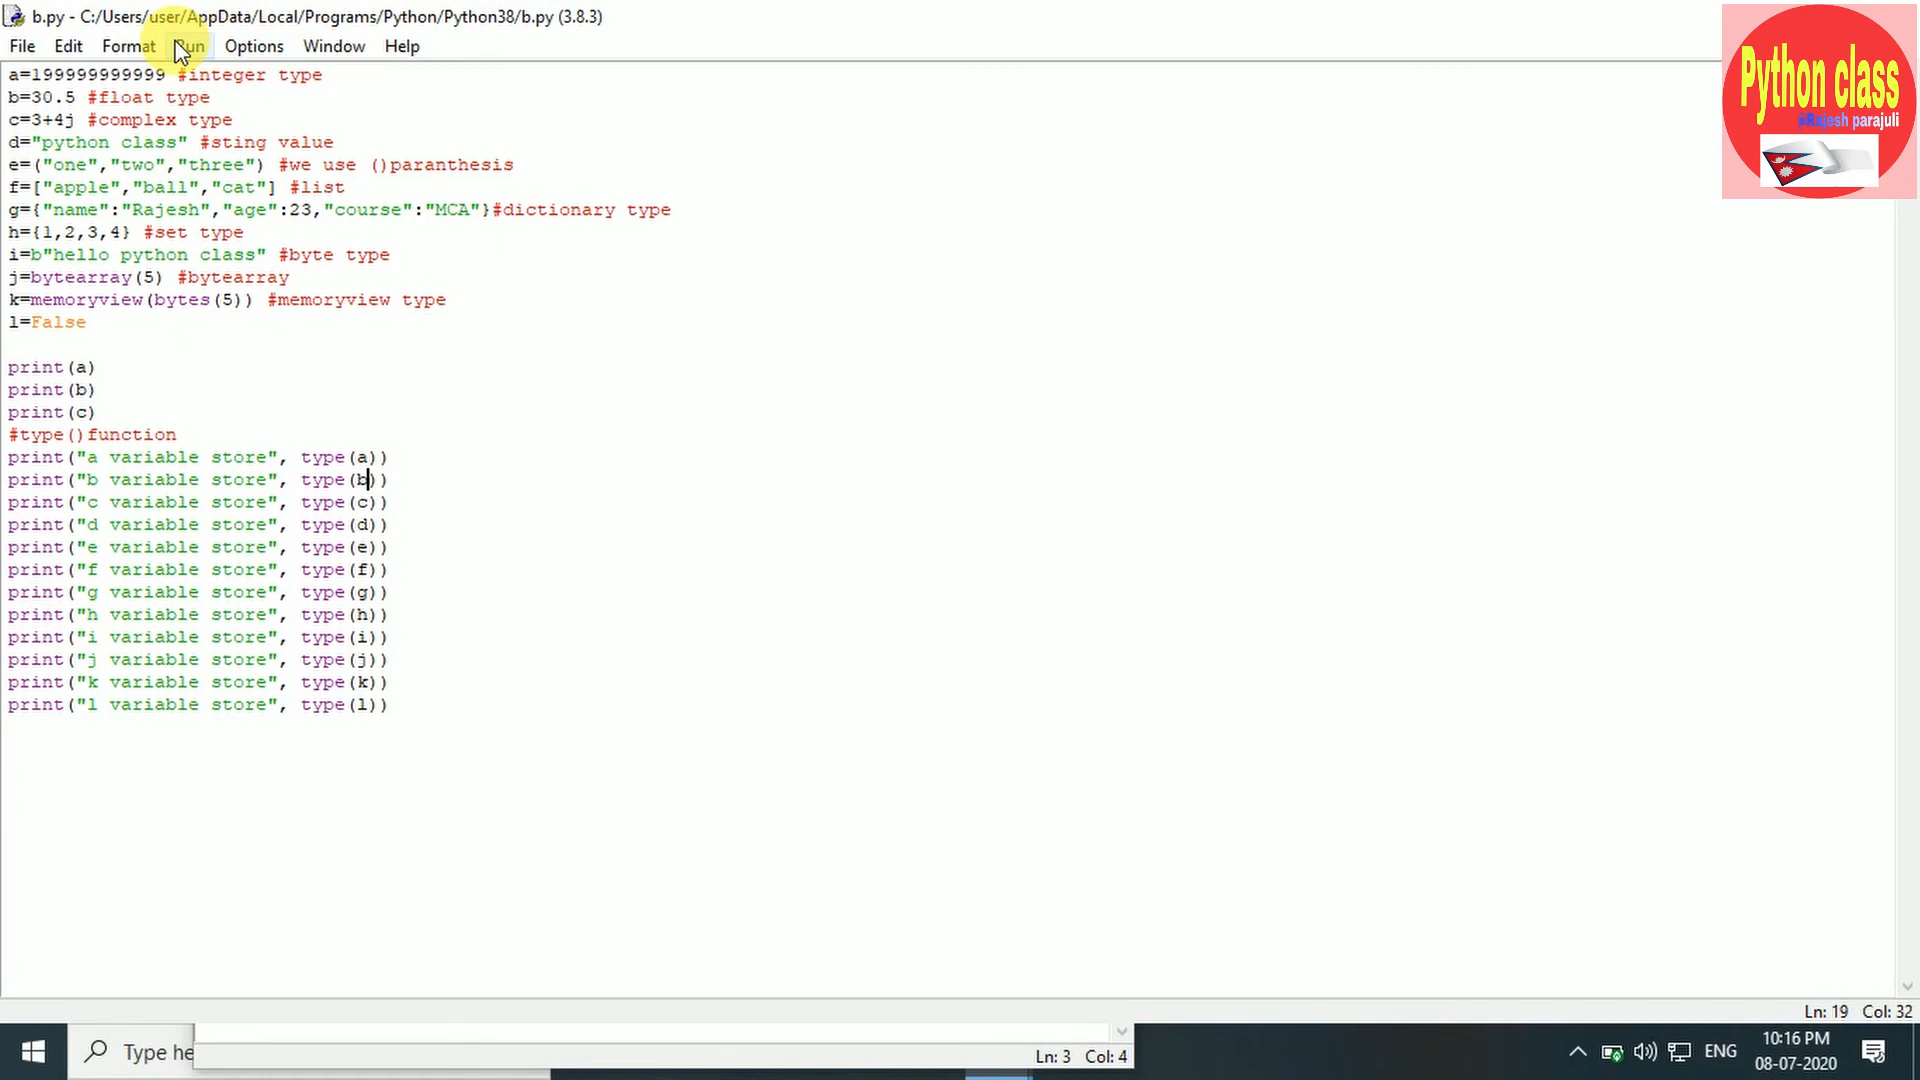 b.py - C:/Users/user/AppData/Local/Programs/Python/Python38/b.py (3.8.3)
File Edit Format Run Options Window Help
a=199999999999 #integer type
b=30.5 #float type
c=3+4j #complex type
d="python class" #sting value
e=("one","two","three") #we use ()paranthesis
f=["apple","ball","cat"] #list
g={"name":"Rajesh","age":23,"course":"MCA"}#dictionary type
h={1,2,3,4} #set type
i=b"hello python class" #byte type
j=bytearray(5) #bytearray
k=memoryview(bytes(5)) #memoryview type
l=False
print(a)
print(b)
print(c)
#type()function
print("a variable store", type(a))
print("b variable store", type(b))
print("c variable store", type(c))
print("d variable store", type(d))
print("e variable store", type(e))
print("f variable store", type(f))
print("g variable store", type(g))
print("h variable store", type(h))
print("i variable store", type(i))
print("j variable store", type(j))
print("k variable store", type(k))
print("l variable store", type(l))
Python class
#Rajesh parajuli
Ln: 19 Col: 32
Type he
Ln: 3 Col: 4
ENG
10:16 PM
08-07-2020